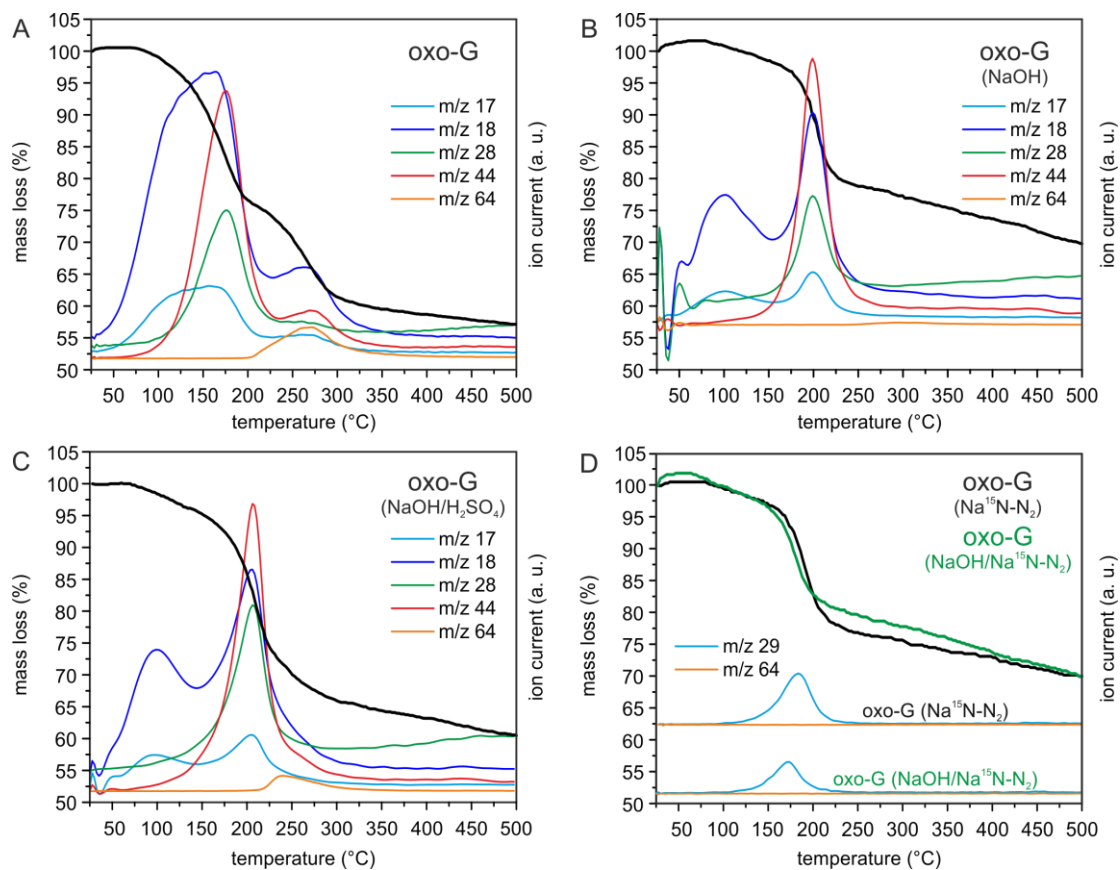 A
oxo-G
m/z 17
m/z 18
m/z 28
m/z 44
m/z 64
105
100
95
90
85
80
75
70
65
60
55
50
mass loss (%)
ion current (a. u.)
50 100 150 200 250 300 350 400 450 500
temperature (°C)
B
oxo-G
(NaOH)
m/z 17
m/z 18
m/z 28
m/z 44
m/z 64
105
100
95
90
85
80
75
70
65
60
55
50
mass loss (%)
ion current (a. u.)
50 100 150 200 250 300 350 400 450 500
temperature (°C)
C
oxo-G
(NaOH/H₂SO₄)
m/z 17
m/z 18
m/z 28
m/z 44
m/z 64
105
100
95
90
85
80
75
70
65
60
55
50
mass loss (%)
ion current (a. u.)
50 100 150 200 250 300 350 400 450 500
temperature (°C)
D
oxo-G
(Na¹⁵N-N₂)
oxo-G
(NaOH/Na¹⁵N-N₂)
m/z 29
m/z 64
oxo-G (Na¹⁵N-N₂)
oxo-G (NaOH/Na¹⁵N-N₂)
105
100
95
90
85
80
75
70
65
60
55
50
mass loss (%)
ion current (a. u.)
50 100 150 200 250 300 350 400 450 500
temperature (°C)